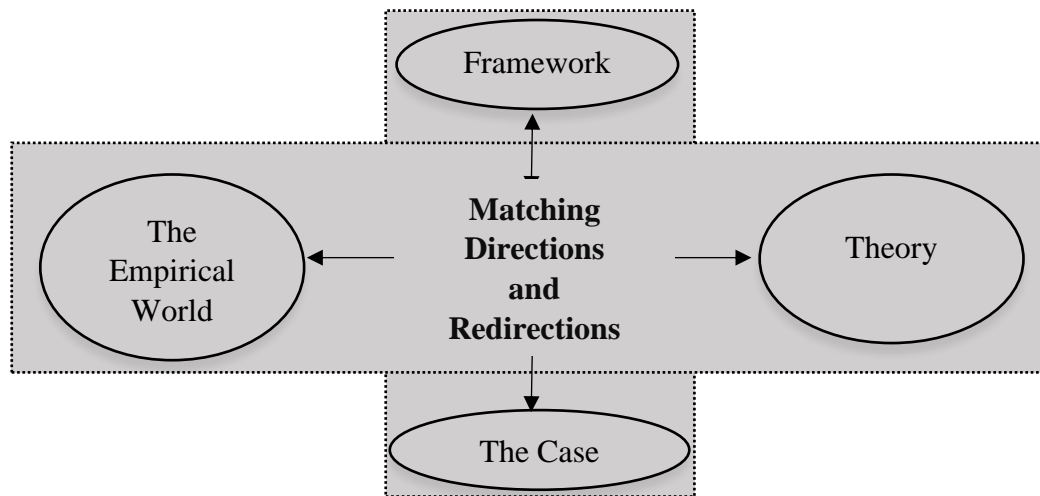 Framework
The
Empirical
World
Matching
Directions
and
Redirections
Theory
The Case